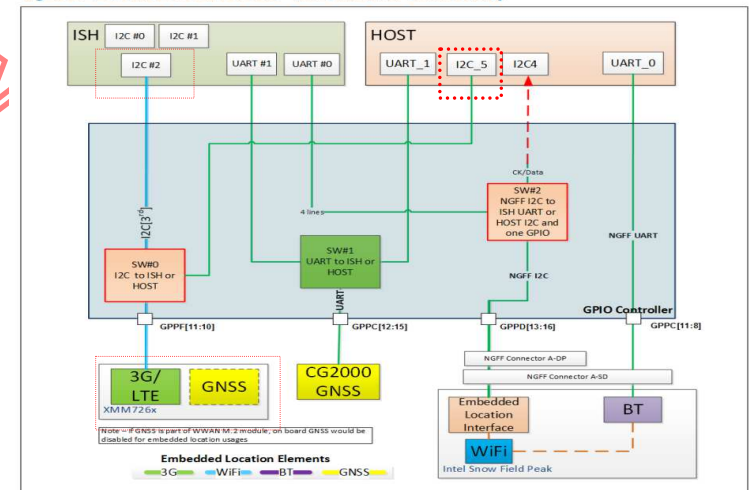 ISH
I2C #0
I2C #1
I2C #2
UART #1
UART #0
HOST
UART_1
I2C_5
I2C4
UART_0
CK/Data
I2C[3rd]
4 lines
SW#0
I2C to ISH or
HOST
SW#1
UART to ISH or
HOST
SW#2
NGFF I2C to
ISH UART or
HOST I2C and
one GPIO
NGFF UART
NGFF I2C
UART
GPIO Controller
GPPF[11:10]
GPPC[12:15]
GPPD[13:16]
GPPC[11:8]
NGFF Connector A-DP
NGFF Connector A-SD
3G/
LTE
GNSS
XMM726x
CG2000
GNSS
Embedded
Location
Interface
BT
WiFi
Intel Snow Field Peak
Note – If GNSS is part of WWAN M.2 module, on board GNSS would be
disabled for embedded location usages
Embedded Location Elements
3G
WiFi
BT
GNSS